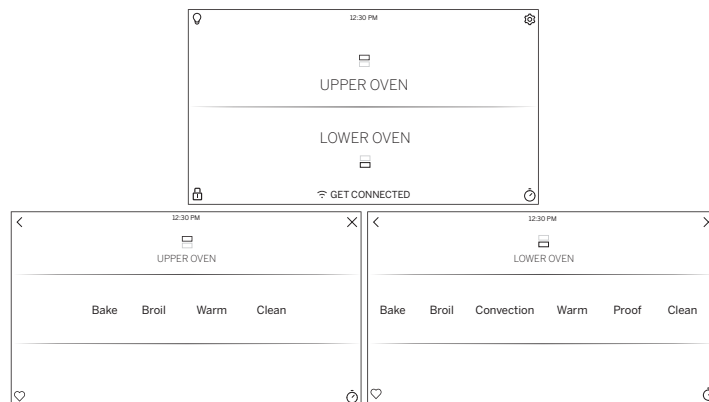 12:30 PM
UPPER OVEN
LOWER OVEN
GET CONNECTED
12:30 PM
UPPER OVEN
Bake Broil Warm Clean
12:30 PM
LOWER OVEN
Bake Broil Convection Warm Proof Clean